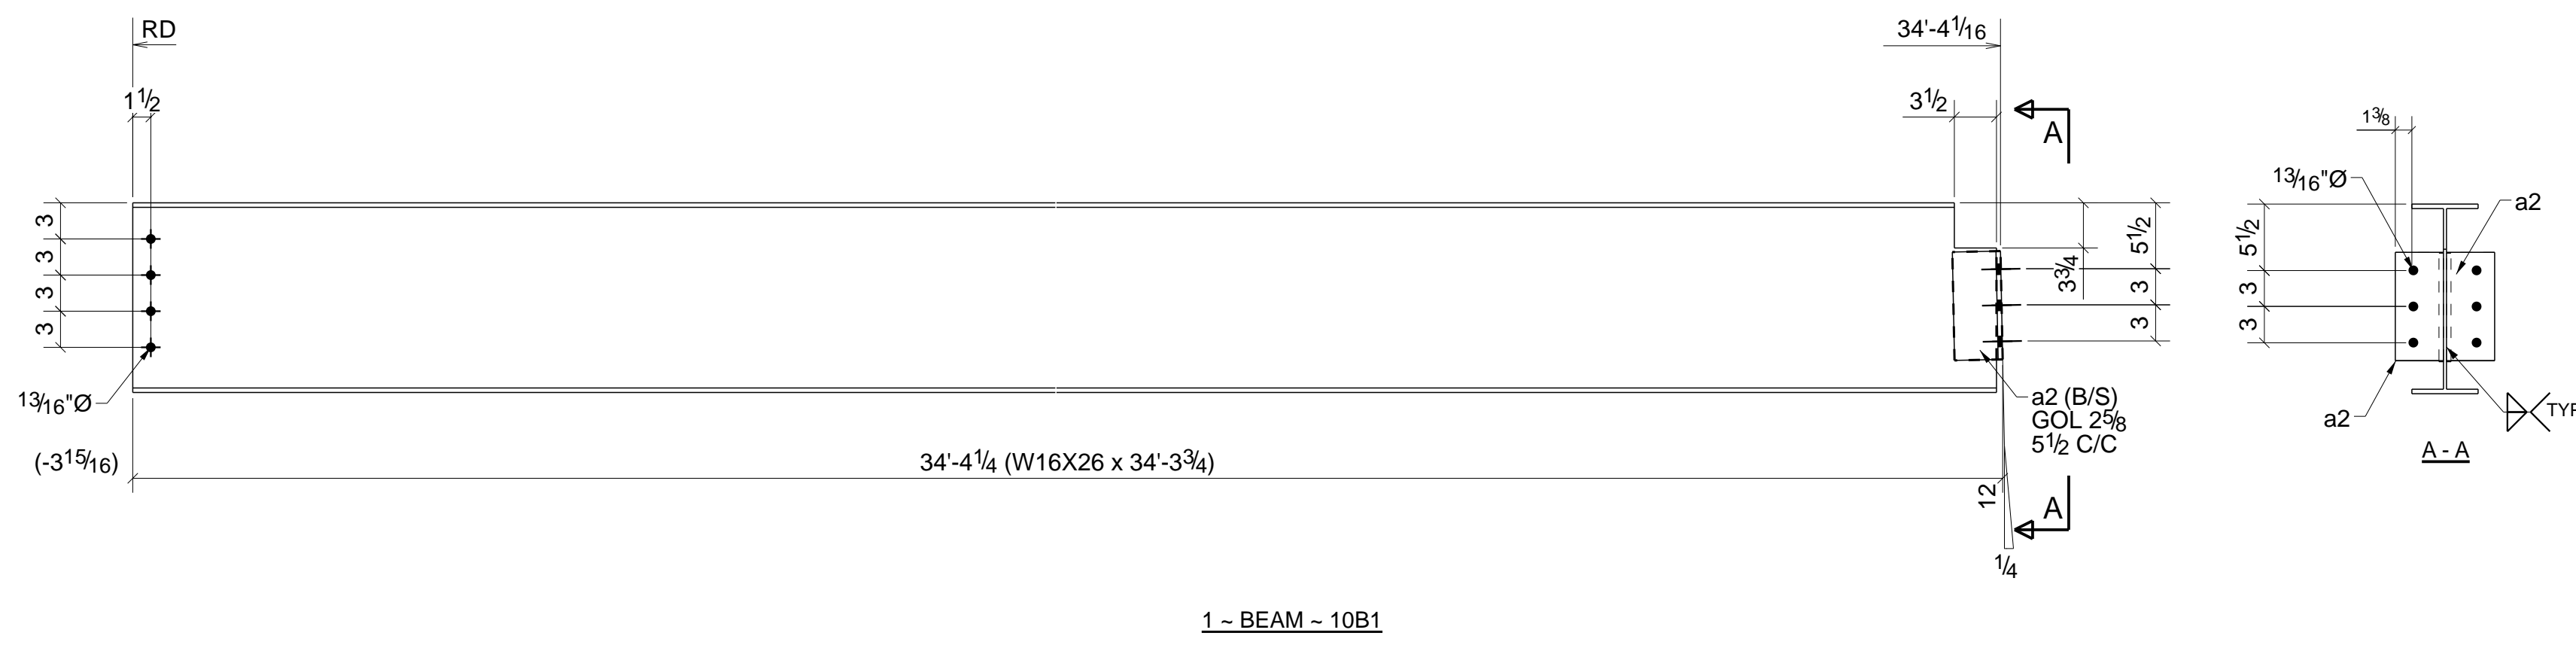 RD
34'-4 1/16
1 1/2
3 1/2
A
1 3/8
13/16"Ø
a2
3
3
3
3
5 1/2
3 3/4
3
3
5 1/2
3
3
13/16"Ø
a2 (B/S)
GOL 2 5/8
5 1/2 C/C
a2
TYP
A - A
(-3 15/16)
34'-4 1/4 (W16X26 x 34'-3 3/4)
12
A
1/4
1 ~ BEAM ~ 10B1